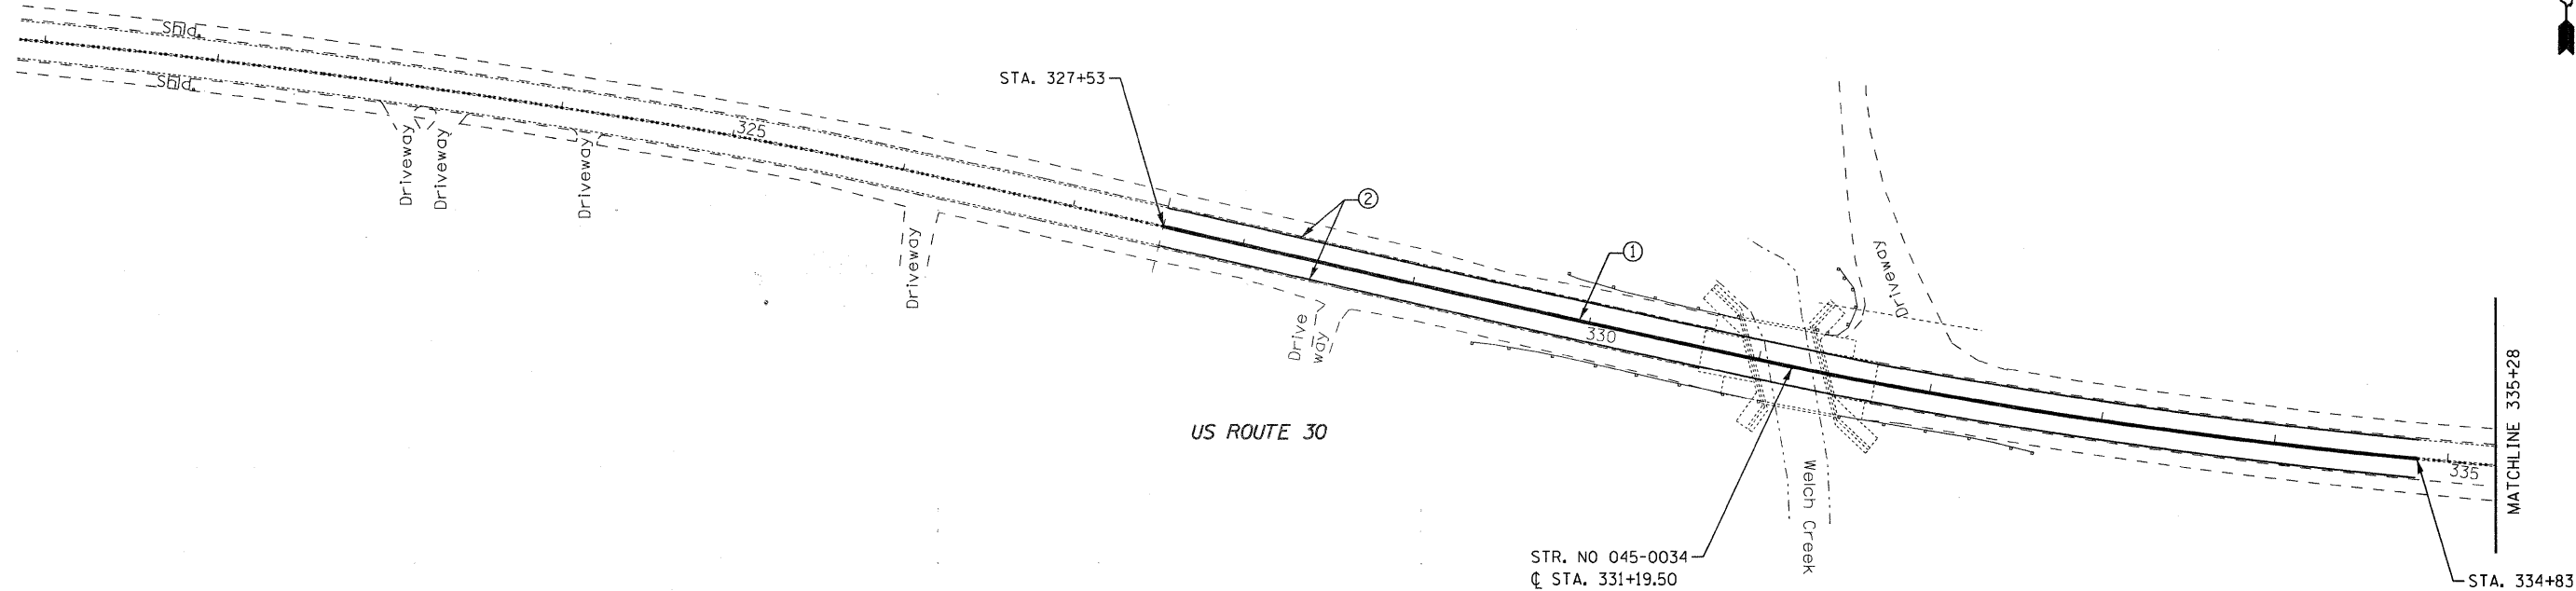 Shld.
Shld.
Driveway
Driveway
Driveway
325
STA. 327+53
②
Driveway
①
Drive
way
330
Driveway
US ROUTE 30
Welch Creek
STR. NO 045-0034
℄ STA. 331+19.50
335
MATCHLINE 335+28
STA. 334+83